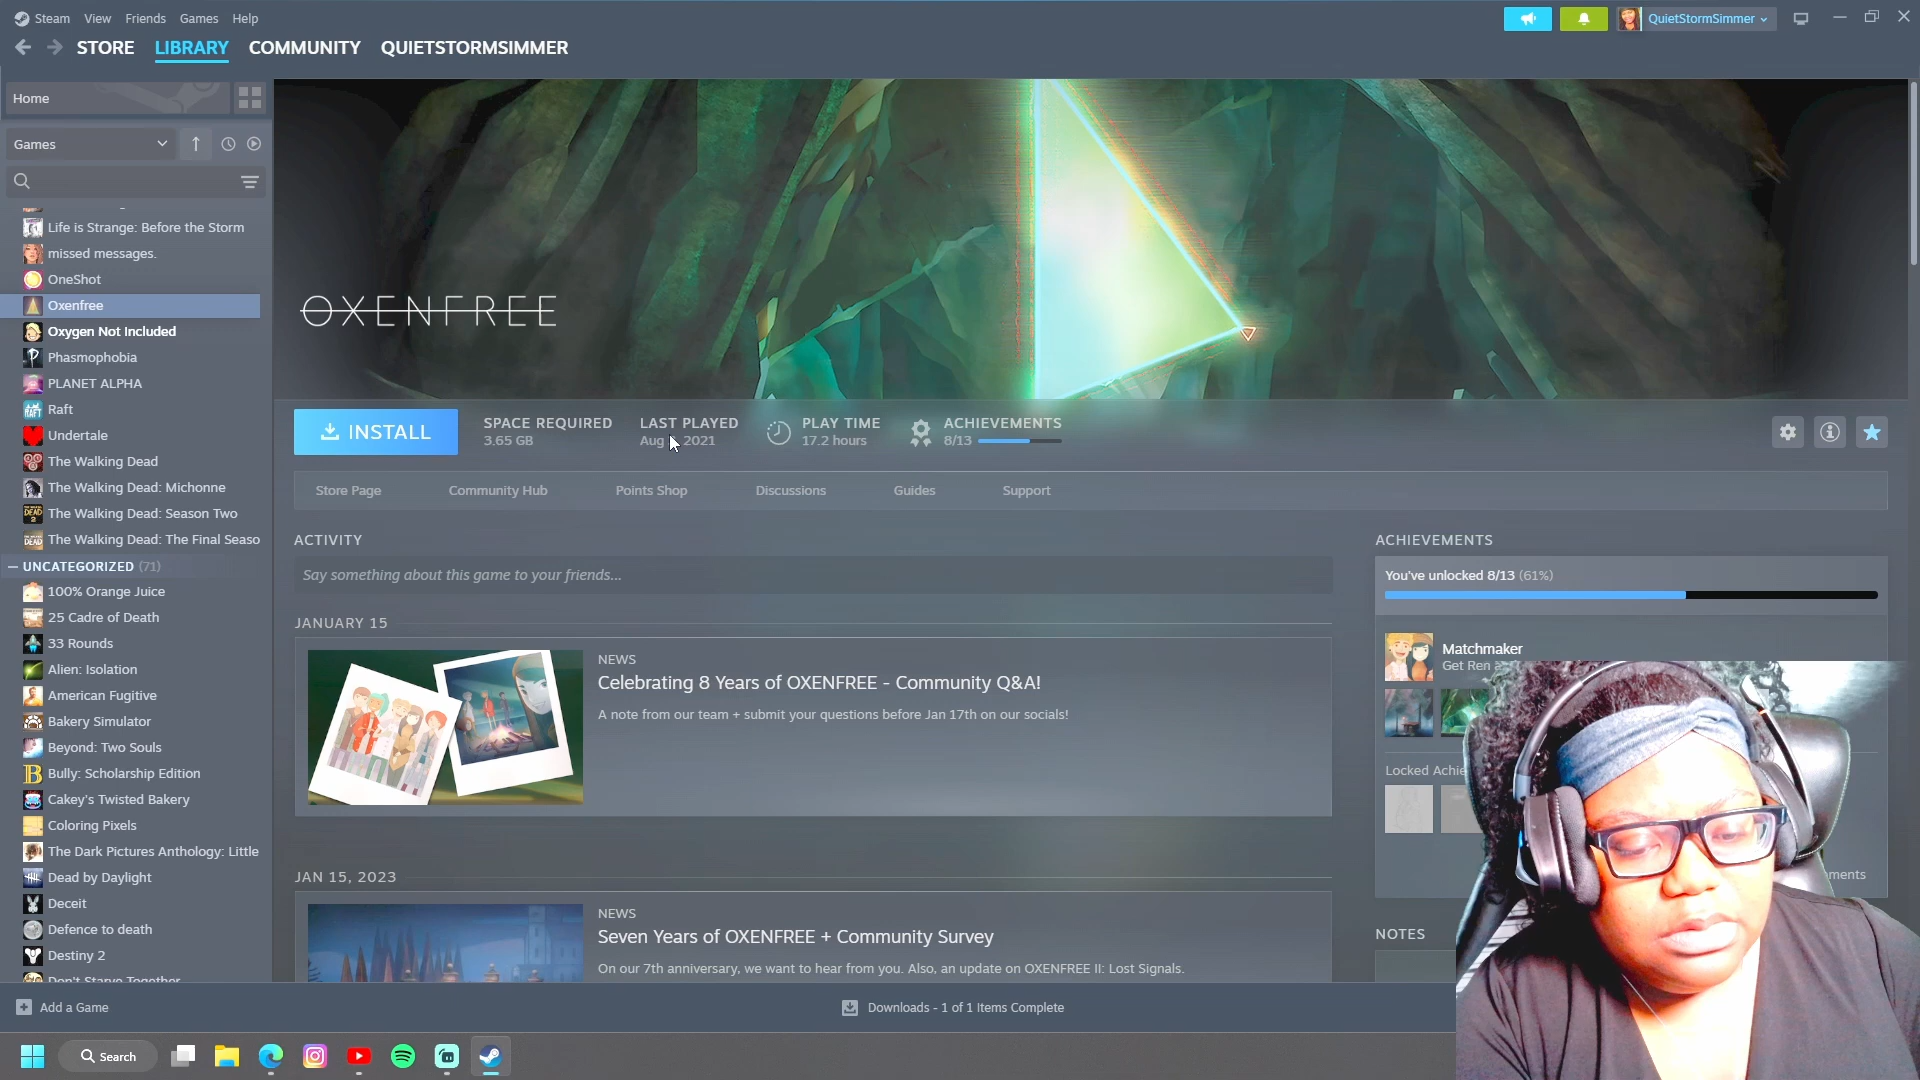 Steam View Friends Games Help
QuietStormSimmer
STORE LIBRARY COMMUNITY QUIETSTORMSIMMER
Home
Games
Life is Strange: Before the Storm
missed messages.
OneShot
Oxenfree
Oxygen Not Included
Phasmophobia
PLANET ALPHA
Raft
Undertale
The Walking Dead
The Walking Dead: Michonne
The Walking Dead: Season Two
The Walking Dead: The Final Seaso
UNCATEGORIZED (71)
100% Orange Juice
25 Cadre of Death
33 Rounds
Alien: Isolation
American Fugitive
Bakery Simulator
Beyond: Two Souls
Bully: Scholarship Edition
Cakey's Twisted Bakery
Coloring Pixels
The Dark Pictures Anthology: Little
Dead by Daylight
Deceit
Defence to death
Destiny 2
Don't Starve Together
Add a Game
OXENFREE
INSTALL
SPACE REQUIRED
3.65 GB
LAST PLAYED
Aug 2021
PLAY TIME
17.2 hours
ACHIEVEMENTS
8/13
Store Page Community Hub Points Shop Discussions Guides Support
ACTIVITY
Say something about this game to your friends...
JANUARY 15
NEWS
Celebrating 8 Years of OXENFREE - Community Q&A!
A note from our team + submit your questions before Jan 17th on our socials!
JAN 15, 2023
NEWS
Seven Years of OXENFREE + Community Survey
On our 7th anniversary, we want to hear from you. Also, an update on OXENFREE II: Lost Signals.
ACHIEVEMENTS
You've unlocked 8/13 (61%)
Matchmaker
Get Ren
Locked Achie
ments
NOTES
Downloads - 1 of 1 Items Complete
Search